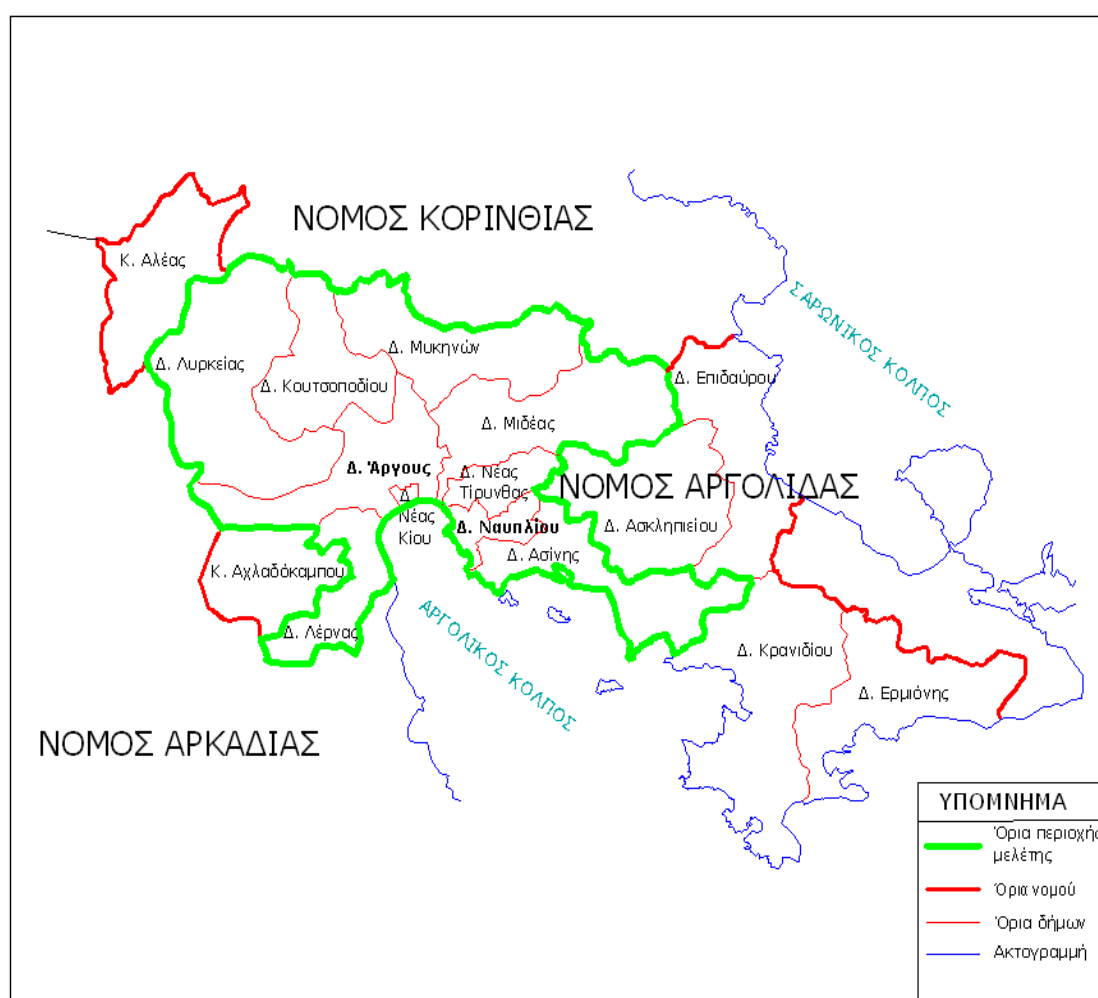 ΝΟΜΟΣ ΚΟΡΙΝΘΙΑΣ
Κ. Αλέας
ΣΑΡΩΝΙΚΟΣ ΚΟΛΠΟΣ
Δ. Λυρκείας
Δ. Μυκηνών
Δ. Κουτσοποδίου
Δ. Επιδαύρου
Δ. Μιδέας
Δ. Άργους
Δ. Νέας
Τίρυνθας
ΝΟΜΟΣ ΑΡΓΟΛΙΔΑΣ
Δ.
Νέας
Κίου
Δ. Ναυπλίου
Δ. Ασκληπιείου
Δ. Ασίνης
Κ. Αχλαδόκαμπου
Δ. Λέρνας
ΑΡΓΟΛΙΚΟΣ ΚΟΛΠΟΣ
Δ. Κρανιδίου
Δ. Ερμιόνης
ΝΟΜΟΣ ΑΡΚΑΔΙΑΣ
ΥΠΟΜΝΗΜΑ
Όρια περιοχής
μελέτης
Όρια νομού
Όρια δήμων
Ακτογραμμή